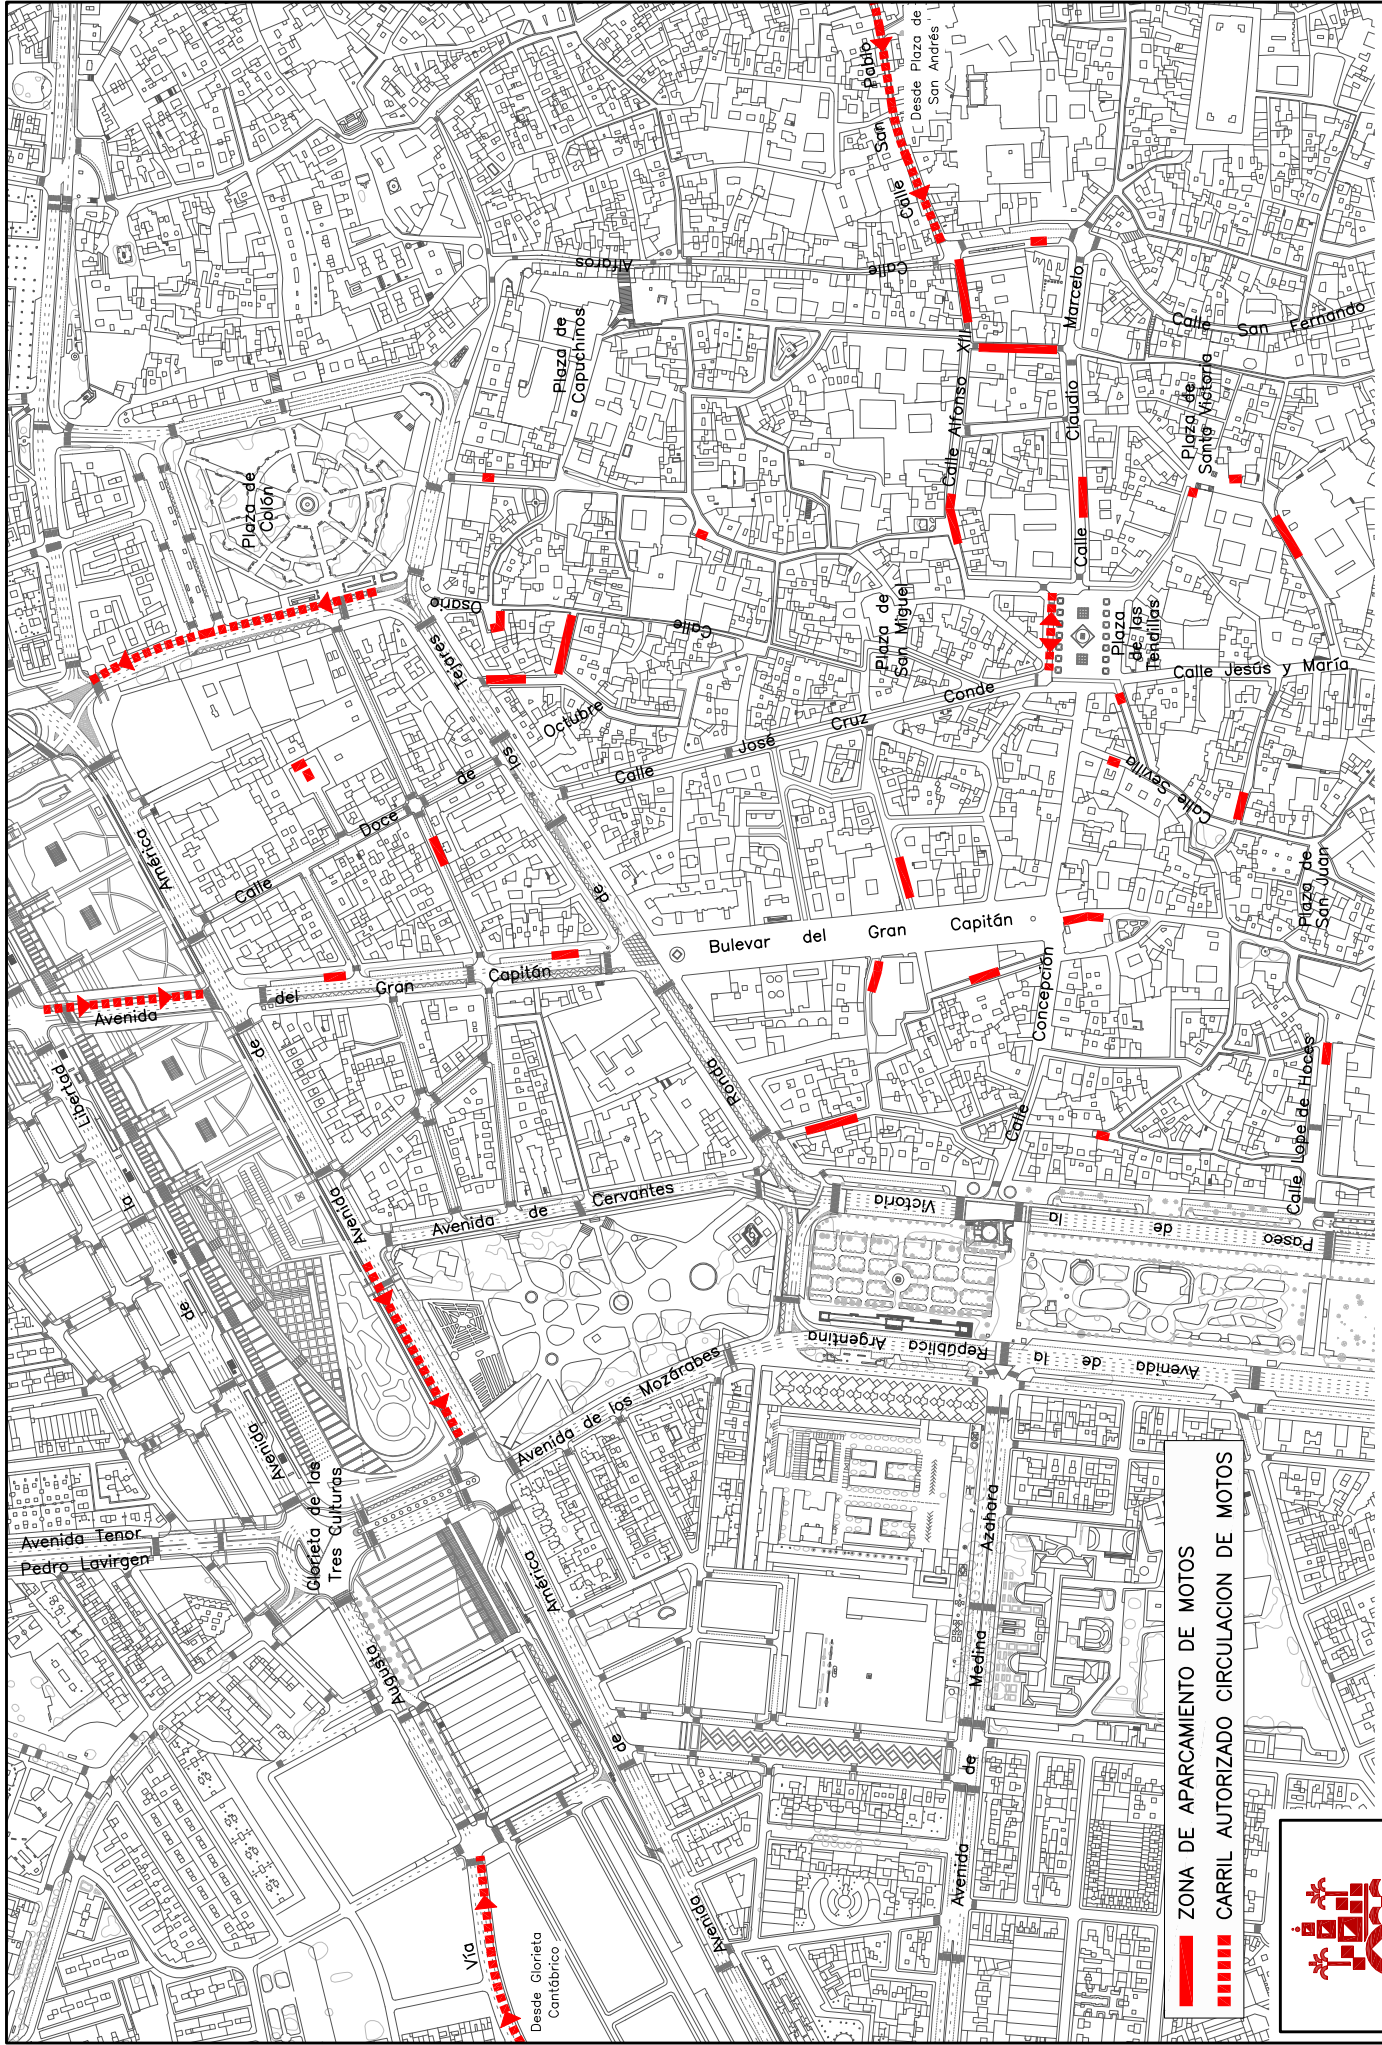 Calle San Pablo
Desde Plaza de
San Andrés
Calle Alfaros
Plaza de
Capuchinos
Calle Alfonso XIII
Calle Claudio Marcelo
Calle San Fernando
Plaza de
Santa Victoria
Plaza de
Colón
Calle Osario
Plaza de
San Miguel
Plaza
de las
Tendillas
Calle Jesús y María
Calle José Cruz Conde
Calle Doce de Octubre
Ronda de los Tejares
Calle Sevilla
Plaza de
San Juan
Bulevar del Gran Capitán
Avenida del Gran Capitán
Calle Concepción
Calle Lope de Hoces
Avenida de América
Avenida de la Libertad
Avenida de Cervantes
Paseo de la Victoria
Avenida de la República Argentina
Avenida de los Mozárabes
Glorieta de las
Tres Culturas
Avenida Tenor
Pedro Lavirgen
Vía Augusta
Desde Glorieta
Cantábrico
Avenida de América
Avenida de Medina Azahara
ZONA DE APARCAMIENTO DE MOTOS
CARRIL AUTORIZADO CIRCULACION DE MOTOS